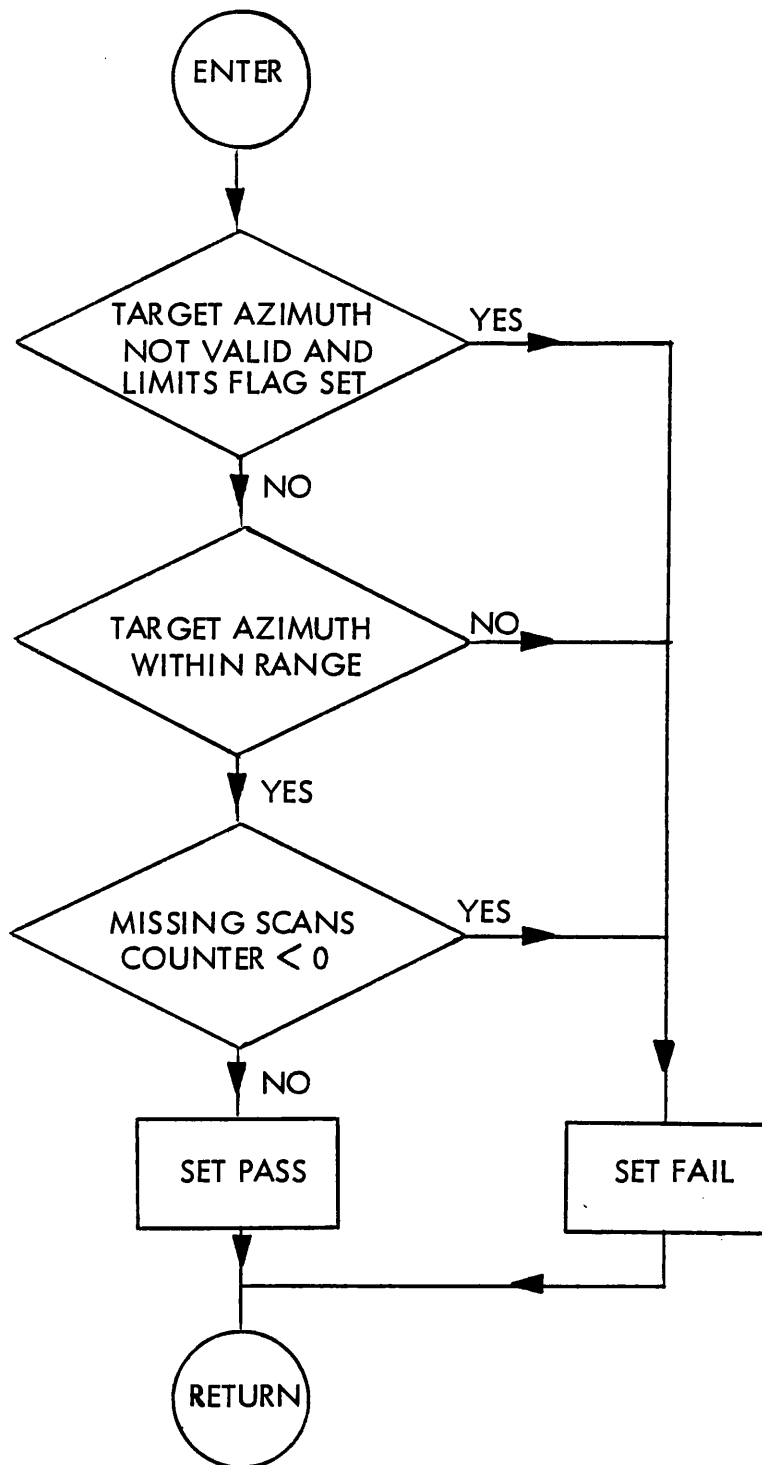 ENTER
TARGET AZIMUTH
NOT VALID AND
LIMITS FLAG SET
YES
NO
TARGET AZIMUTH
WITHIN RANGE
NO
YES
MISSING SCANS
COUNTER < 0
YES
NO
SET PASS
SET FAIL
RETURN